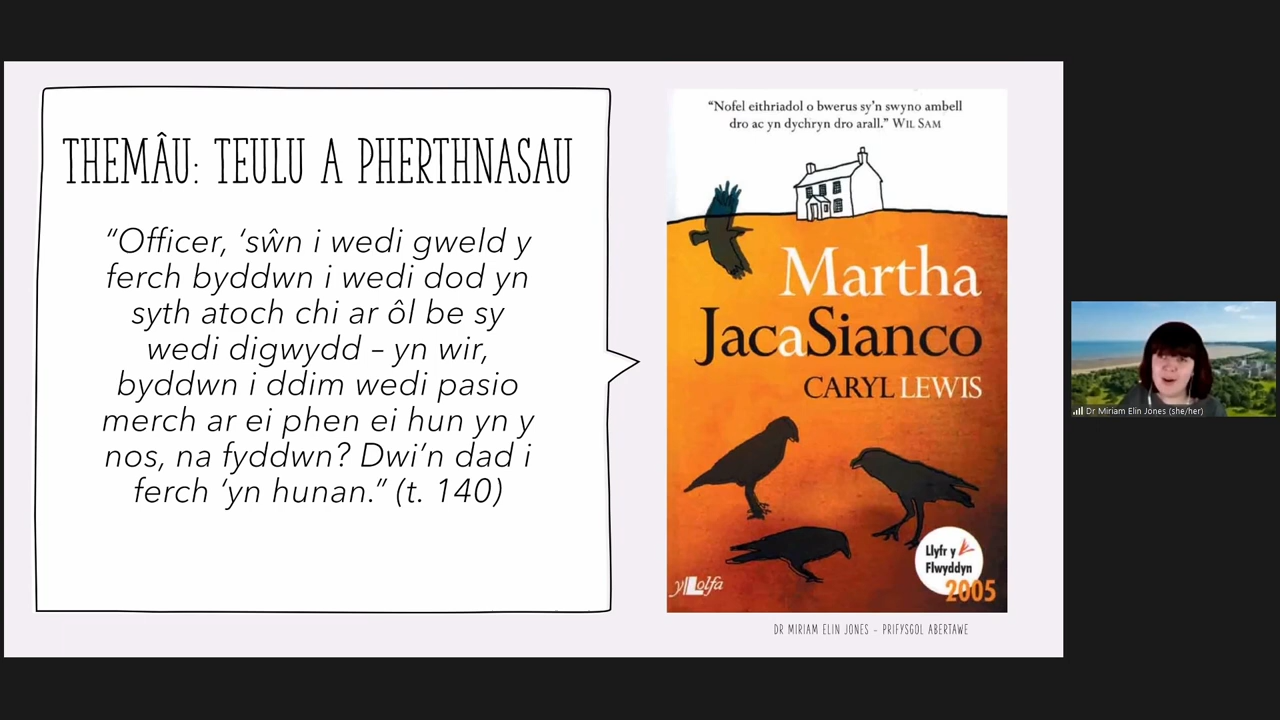 THEMÂU: TEULU A PHERTHNASAU
“Officer, ‘sŵn i wedi gweld y
ferch byddwn i wedi dod yn
syth atoch chi ar ôl be sy
wedi digwydd – yn wir,
byddwn i ddim wedi pasio
merch ar ei phen ei hun yn y
nos, na fyddwn? Dwi’n dad i
ferch ‘yn hunan.” (t. 140)
“Nofel eithriadol o bwerus sy’n swyno ambell
dro ac yn dychryn dro arall.” WIL SAM
Martha
JacaSianco
CARYL LEWIS
Llyfr y
Flwyddyn
2005
y Lolfa
DR MIRIAM ELIN JONES - PRIFYSGOL ABERTAWE
Dr Miriam Elin Jones (she/her)